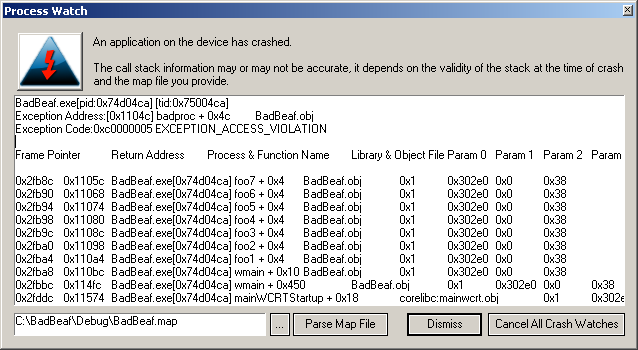 Process Watch
An application on the device has crashed.
The call stack information may or may not be accurate, it depends on the validity of the stack at the time of crash
and the map file you provide.
BadBeaf.exe[pid:0x74d04ca] [tid:0x75004ca]
Exception Address:[0x1104c] badproc + 0x4c BadBeaf.obj
Exception Code:0xc0000005 EXCEPTION_ACCESS_VIOLATION
Frame Pointer Return Address Process & Function Name Library & Object File Param 0 Param 1 Param 2 Param
0x2fb8c 0x1105c BadBeaf.exe[0x74d04ca] foo7 + 0x4 BadBeaf.obj 0x1 0x302e0 0x0 0x38
0x2fb90 0x11068 BadBeaf.exe[0x74d04ca] foo6 + 0x4 BadBeaf.obj 0x1 0x302e0 0x0 0x38
0x2fb94 0x11074 BadBeaf.exe[0x74d04ca] foo5 + 0x4 BadBeaf.obj 0x1 0x302e0 0x0 0x38
0x2fb98 0x11080 BadBeaf.exe[0x74d04ca] foo4 + 0x4 BadBeaf.obj 0x1 0x302e0 0x0 0x38
0x2fb9c 0x1108c BadBeaf.exe[0x74d04ca] foo3 + 0x4 BadBeaf.obj 0x1 0x302e0 0x0 0x38
0x2fba0 0x11098 BadBeaf.exe[0x74d04ca] foo2 + 0x4 BadBeaf.obj 0x1 0x302e0 0x0 0x38
0x2fba4 0x110a4 BadBeaf.exe[0x74d04ca] foo1 + 0x4 BadBeaf.obj 0x1 0x302e0 0x0 0x38
0x2fba8 0x110bc BadBeaf.exe[0x74d04ca] wmain + 0x10 BadBeaf.obj 0x1 0x302e0 0x0 0x38
0x2fbbc 0x114fc BadBeaf.exe[0x74d04ca] wmain + 0x450 BadBeaf.obj 0x1 0x302e0 0x0 0x38
0x2fddc 0x11574 BadBeaf.exe[0x74d04ca] mainWCRTStartup + 0x18 corelibc:mainwcrt.obj 0x1 0x302e
C:\BadBeaf\Debug\BadBeaf.map ... Parse Map File Dismiss Cancel All Crash Watches